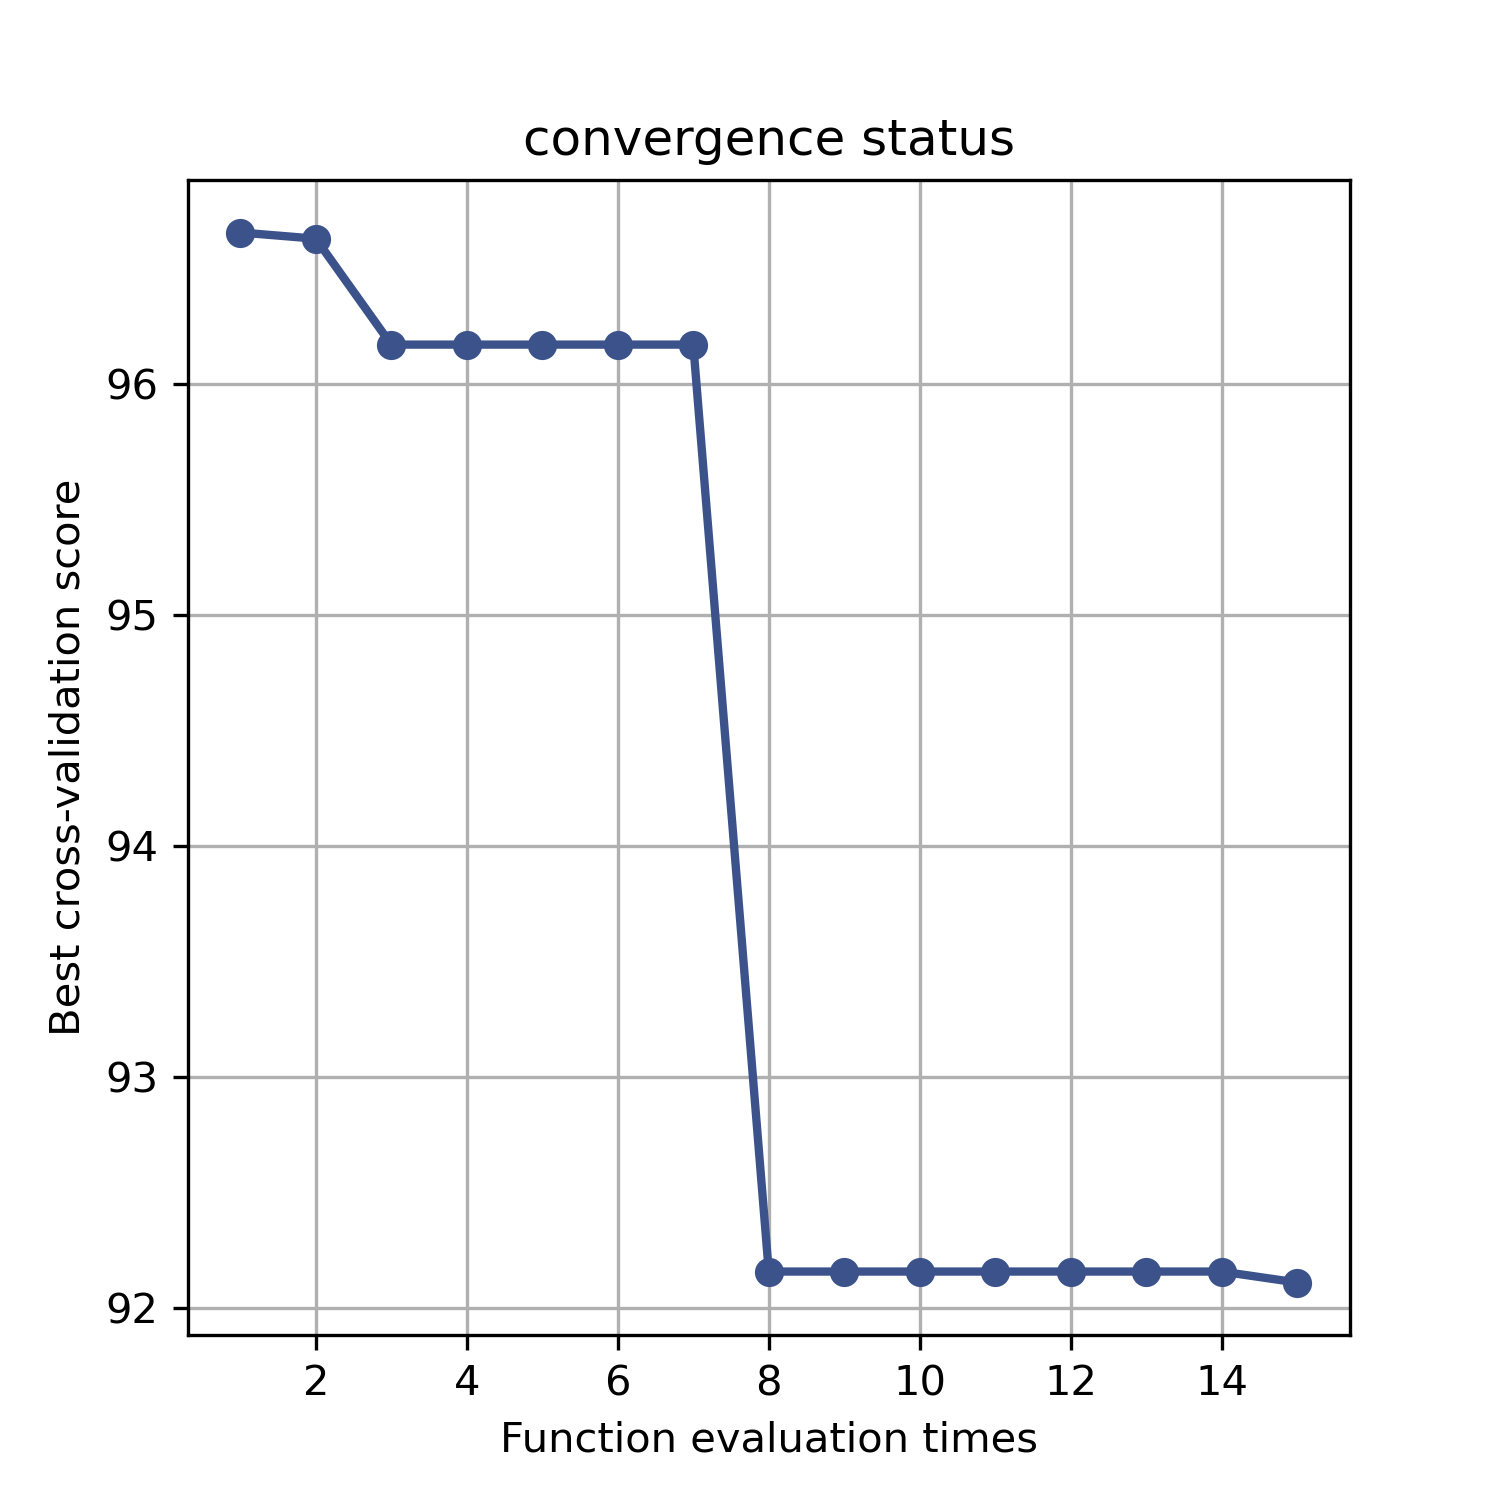 convergence status
Best cross-validation score
96
95
94
93
92
2 4 6 8 10 12 14
Function evaluation times